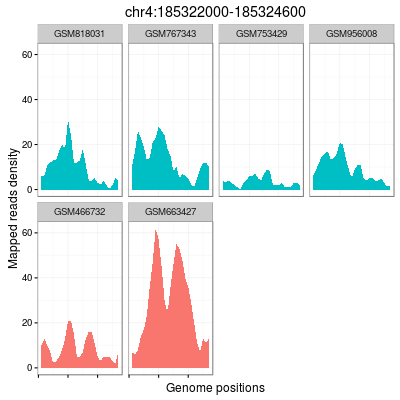 chr4:185322000-185324600
GSM818031 GSM767343 GSM753429 GSM956008
60
40
20
0
Mapped reads density
GSM466732 GSM663427
60
40
20
0
Genome positions